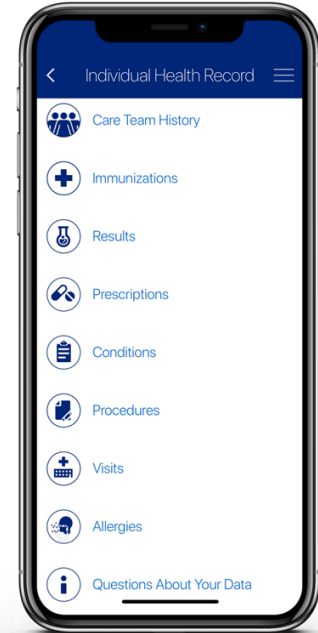 Individual Health Record
Care Team History
Immunizations
Results
Prescriptions
Conditions
Procedures
Visits
Allergies
Questions About Your Data